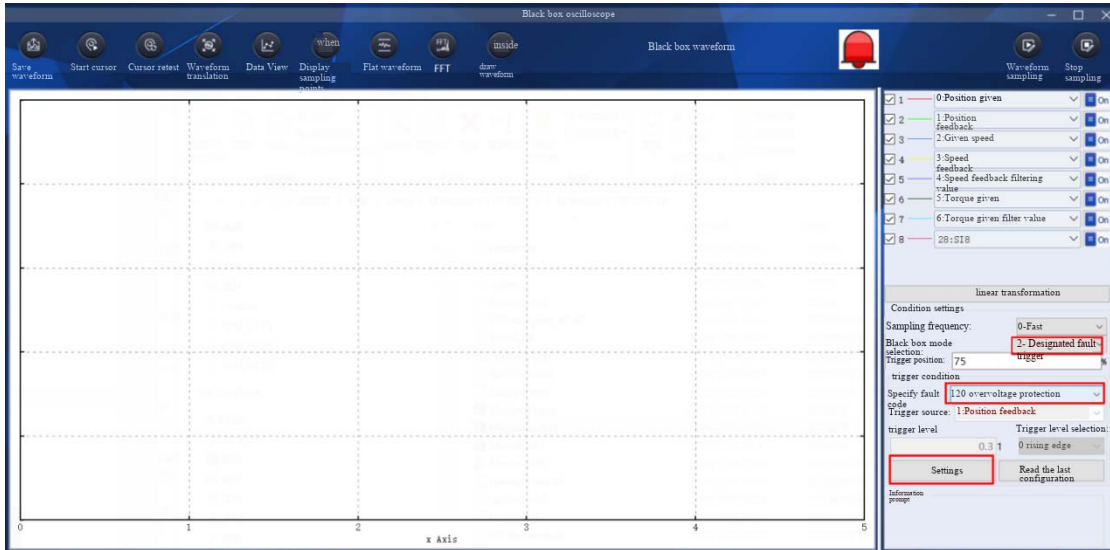 Black box oscilloscope
when
inside
Black box waveform
Save
waveform
Start cursor
Cursor retest
Waveform
translation
Data View
Display
sampling
points
Flat waveform
FFT
draw
waveform
Waveform
sampling
Stop
sampling
1
0:Position given
On
2
1:Position
feedback
On
3
2:Given speed
On
4
3:Speed
feedback
On
5
4:Speed feedback filtering
value
On
6
5:Torque given
On
7
6:Torque given filter value
On
8
28:SI8
On
linear transformation
Condition settings
Sampling frequency:
0-Fast
Black box mode
selection:
2- Designated fault
trigger
Trigger position:
75
%
trigger condition
Specify fault
code
120 overvoltage protection
Trigger source:
1:Position feedback
trigger level
Trigger level selection:
0.3 1
0 rising edge
Settings
Read the last
configuration
Information
prompt
0 1 2 3 4 5
x Axis